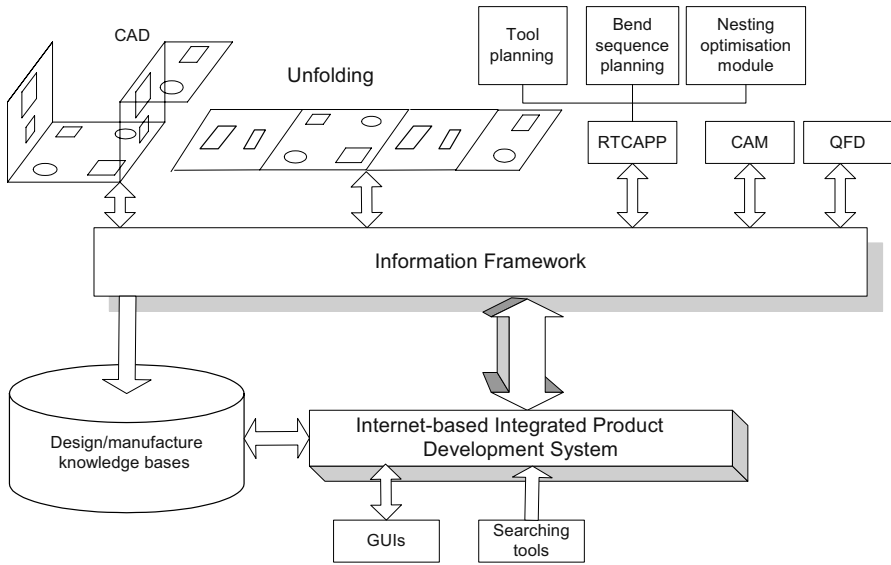 CAD
Unfolding
Tool
planning
Bend
sequence
planning
Nesting
optimisation
module
RTCAPP
CAM
QFD
Information Framework
Design/manufacture
knowledge bases
Internet-based Integrated Product
Development System
GUIs
Searching
tools